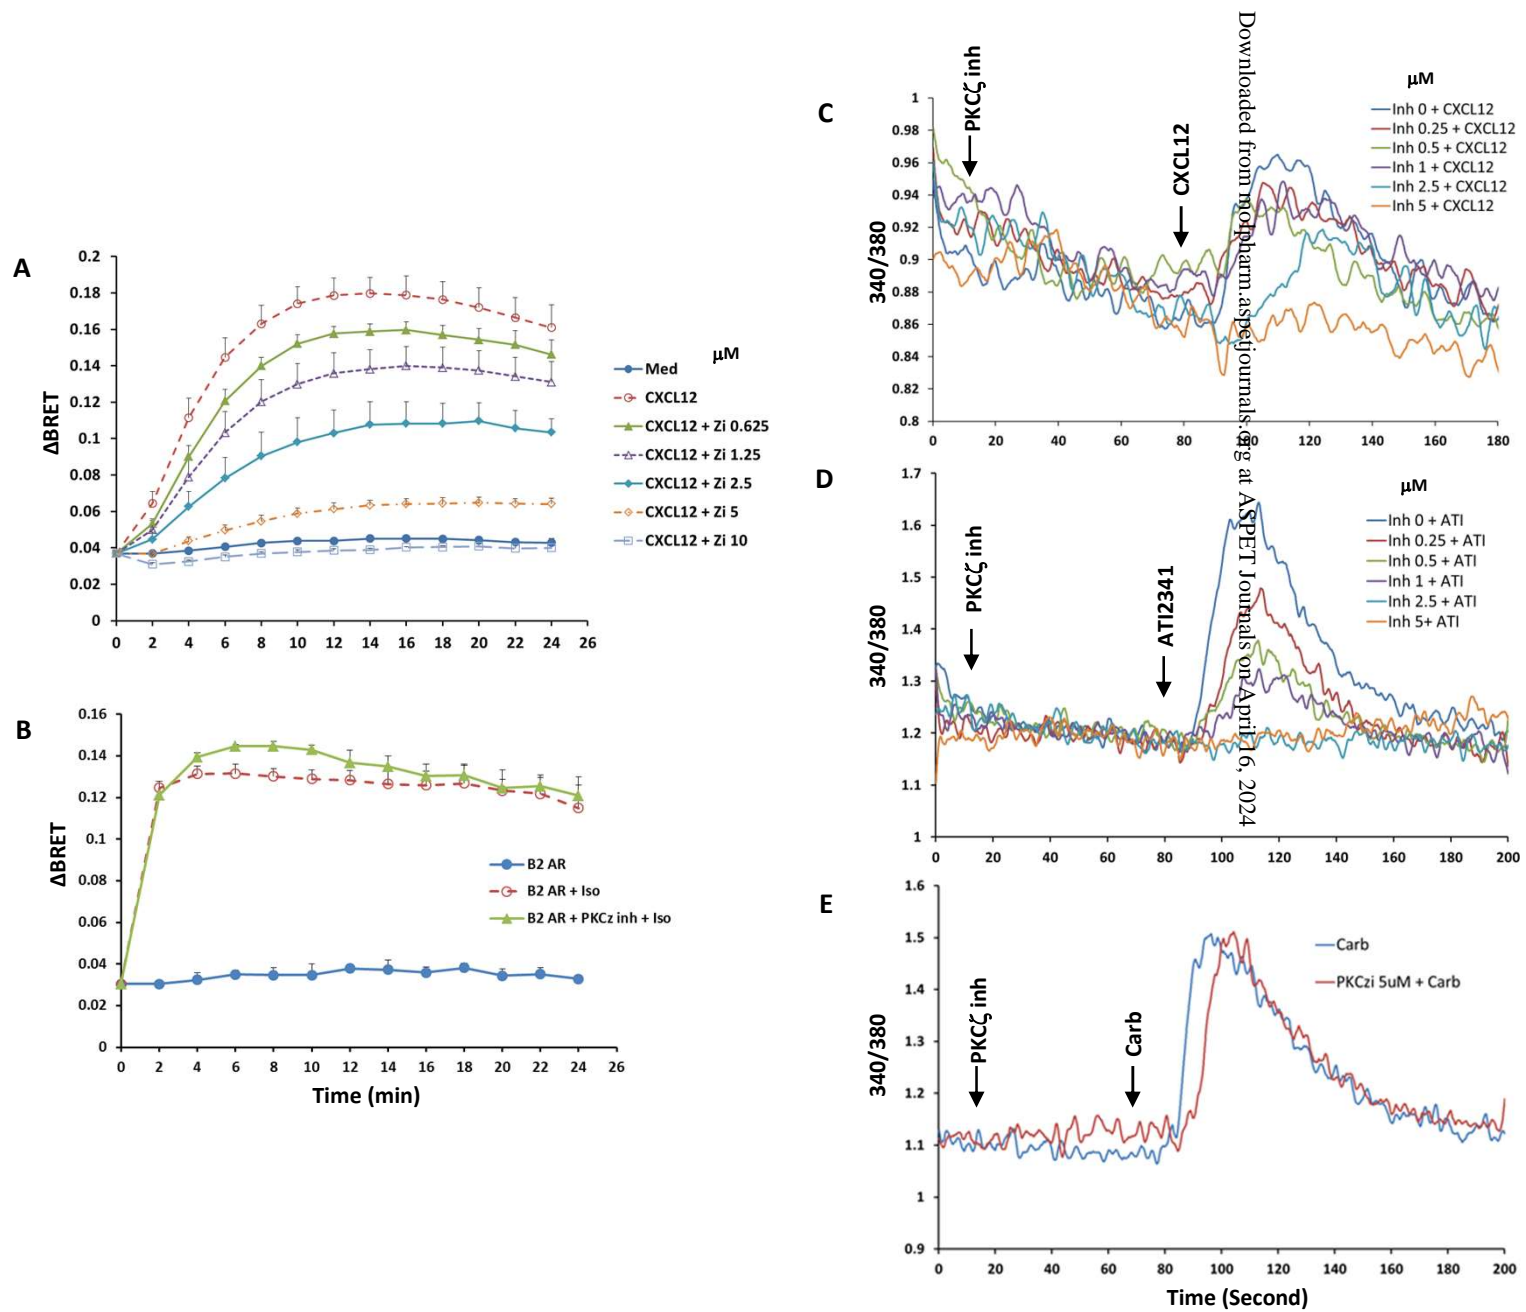 A
ΔBRET
0.2
0.18
0.16
0.14
0.12
0.1
0.08
0.06
0.04
0.02
0
0 2 4 6 8 10 12 14 16 18 20 22 24 26
µM
Med
CXCL12
CXCL12 + Zi 0.625
CXCL12 + Zi 1.25
CXCL12 + Zi 2.5
CXCL12 + Zi 5
CXCL12 + Zi 10
B
ΔBRET
0.16
0.14
0.12
0.1
0.08
0.06
0.04
0.02
0
0 2 4 6 8 10 12 14 16 18 20 22 24 26
Time (min)
B2 AR
B2 AR + Iso
B2 AR + PKCz inh + Iso
C
340/380
1
0.98
0.96
0.94
0.92
0.9
0.88
0.86
0.84
0.82
0.8
0 20 40 60 80 100 120 140 160 180
PKCζ inh
CXCL12
µM
Inh 0 + CXCL12
Inh 0.25 + CXCL12
Inh 0.5 + CXCL12
Inh 1 + CXCL12
Inh 2.5 + CXCL12
Inh 5 + CXCL12
D
340/380
1.7
1.6
1.5
1.4
1.3
1.2
1.1
1
0 20 40 60 80 100 120 140 160 180 200
PKCζ inh
ATI2341
µM
Inh 0 + ATI
Inh 0.25 + ATI
Inh 0.5 + ATI
Inh 1 + ATI
Inh 2.5 + ATI
Inh 5+ ATI
E
340/380
1.6
1.5
1.4
1.3
1.2
1.1
1
0.9
0 20 40 60 80 100 120 140 160 180 200
Time (Second)
PKCζ inh
Carb
Carb
PKCzi 5uM + Carb
Downloaded from molpharm.aspetjournals.org at ASPET Journals on April 16, 2024